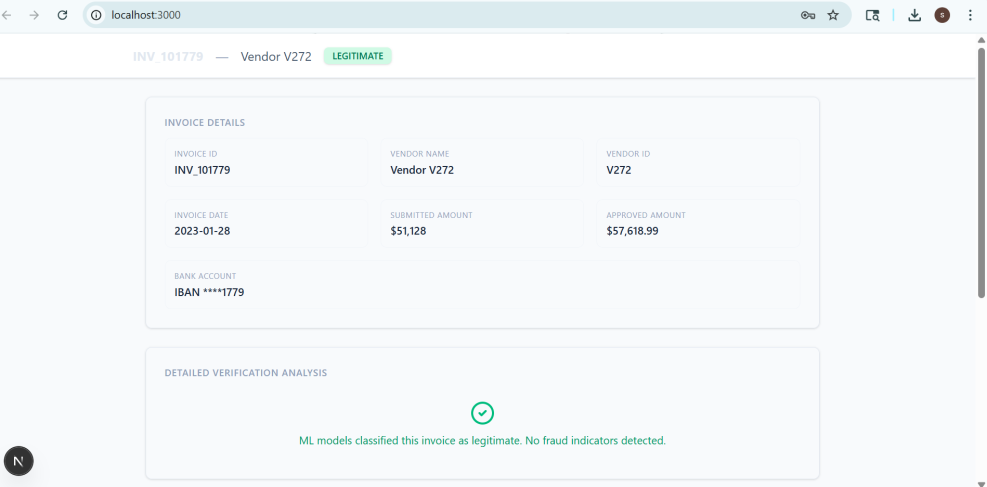 localhost:3000
S
INV_101779 — Vendor V272 LEGITIMATE
INVOICE DETAILS
INVOICE ID VENDOR NAME VENDOR ID
INV_101779 Vendor V272 V272
INVOICE DATE SUBMITTED AMOUNT APPROVED AMOUNT
2023-01-28 $51,128 $57,618.99
BANK ACCOUNT
IBAN ****1779
DETAILED VERIFICATION ANALYSIS
ML models classified this invoice as legitimate. No fraud indicators detected.
N